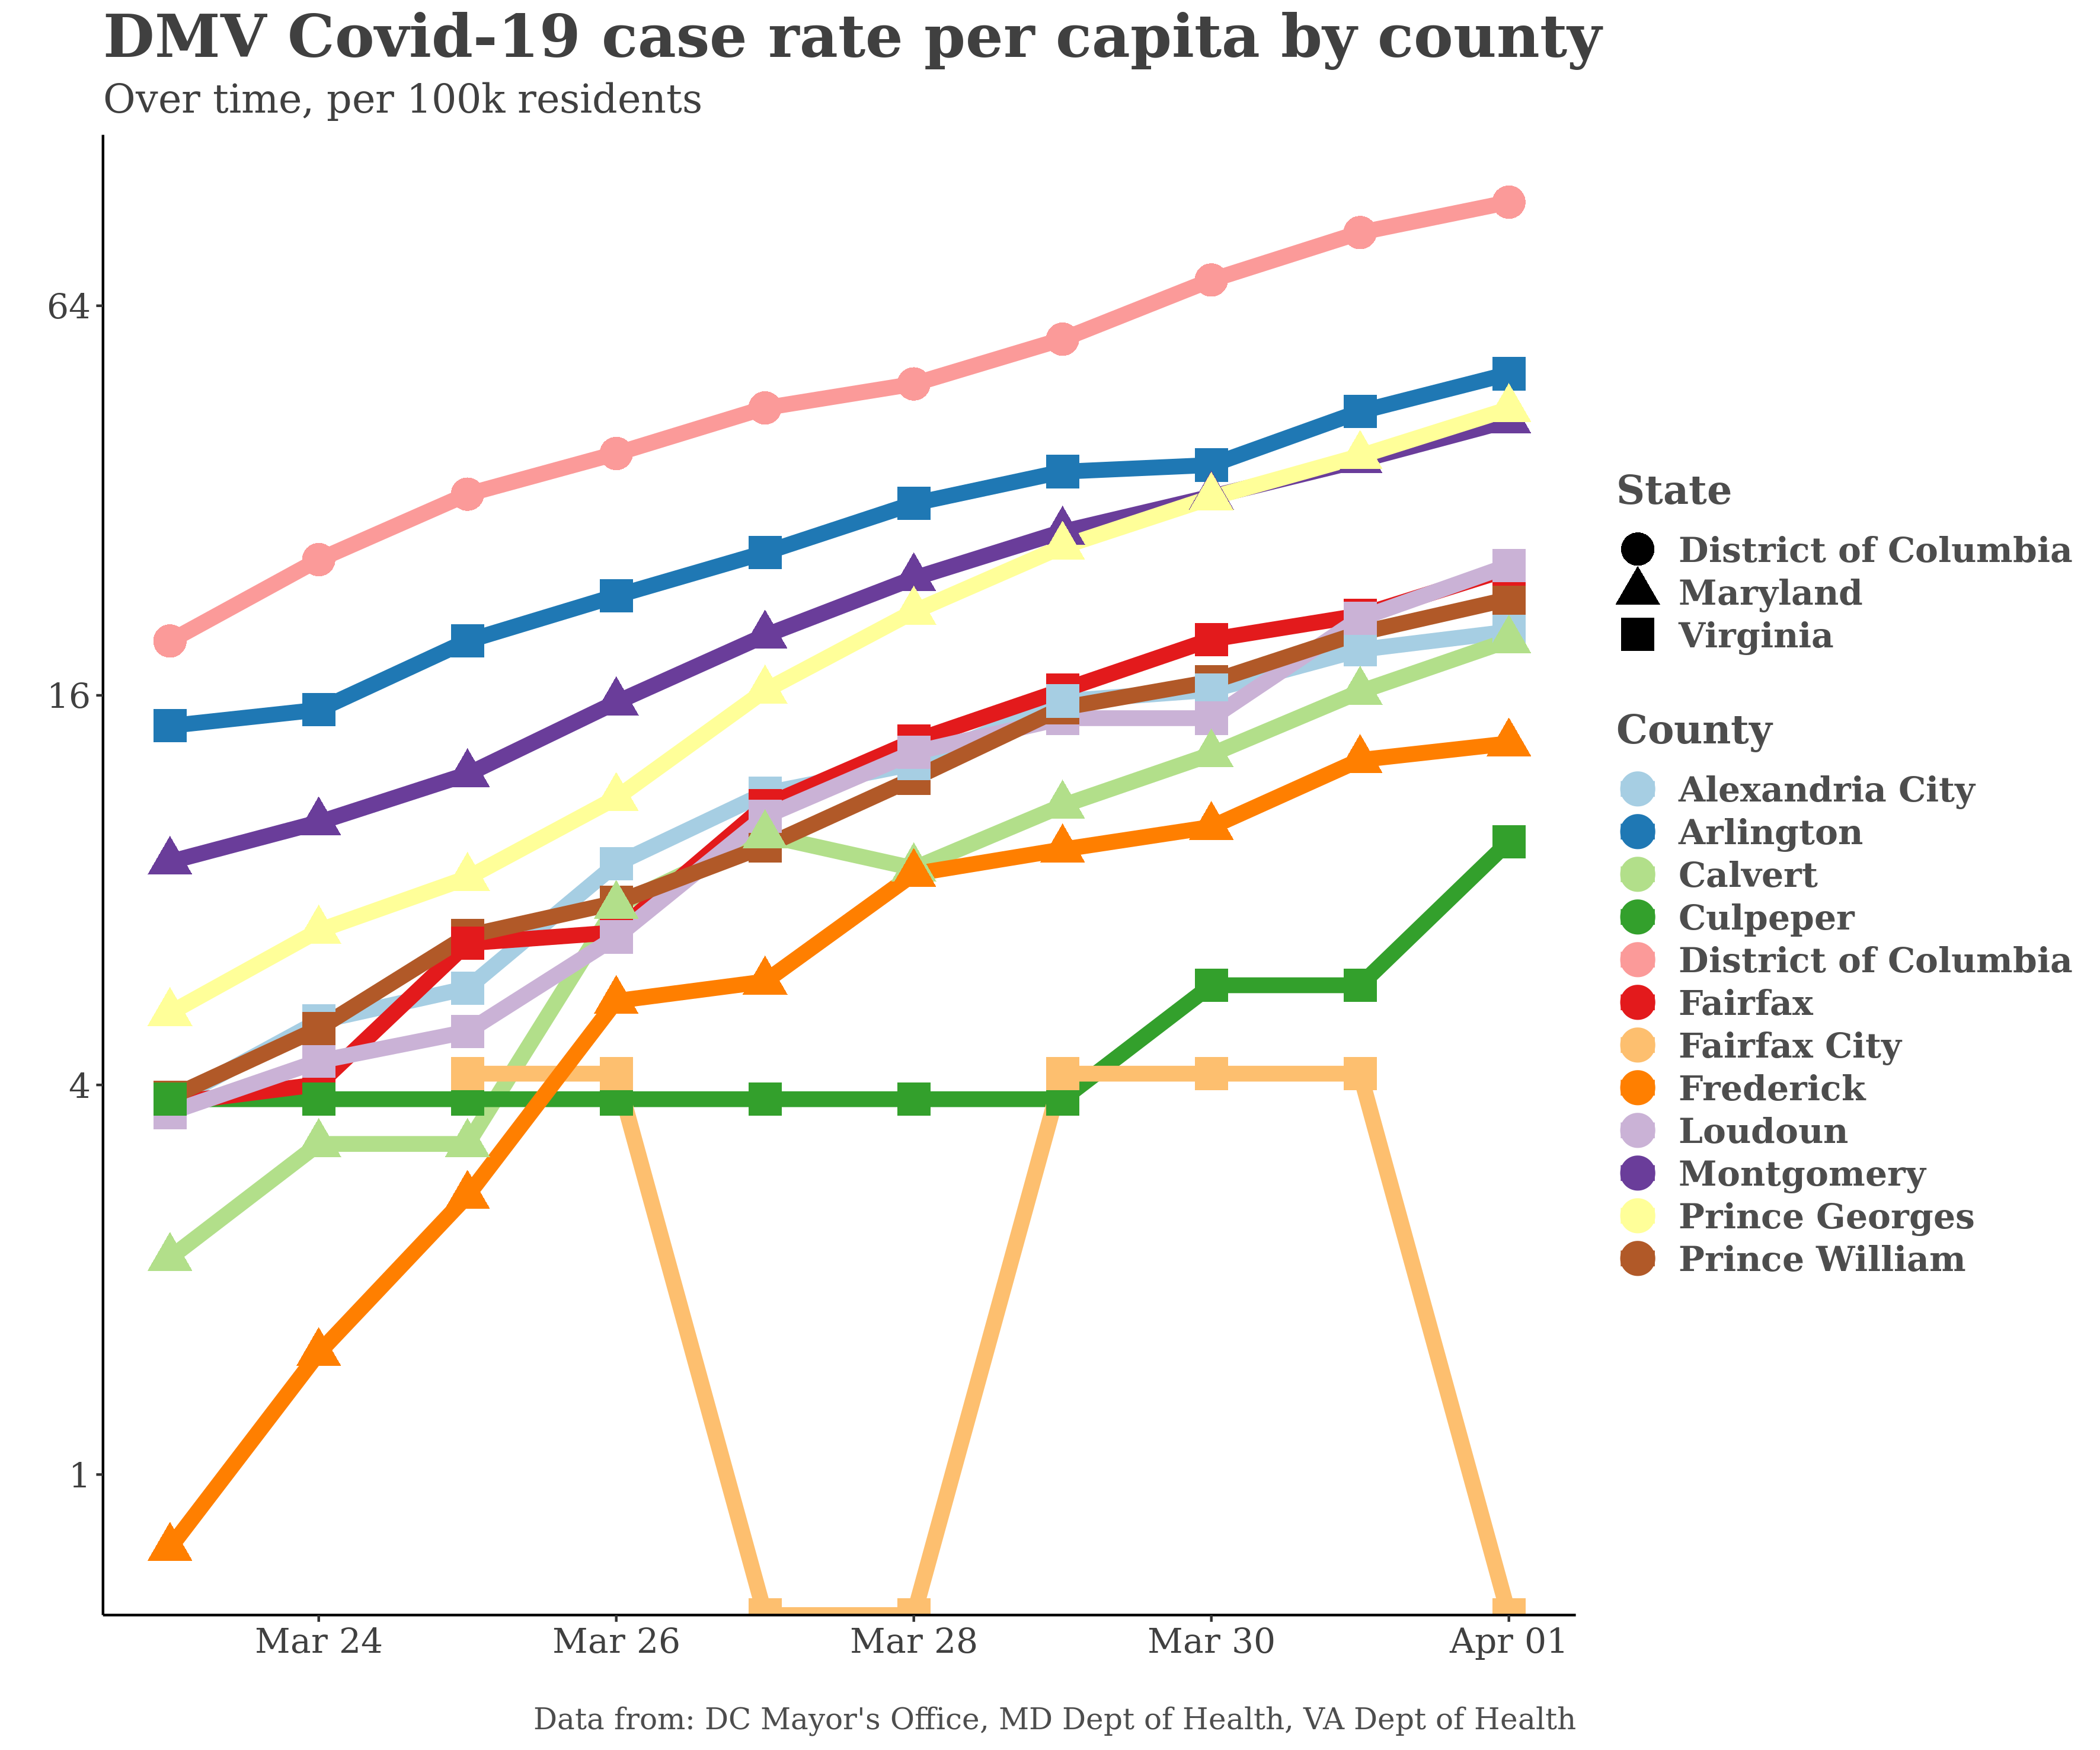 DMV Covid-19 case rate per capita by county
Over time, per 100k residents
64
16
4
1
Mar 24
Mar 26
Mar 28
Mar 30
Apr 01
State
District of Columbia
Maryland
Virginia
County
Alexandria City
Arlington
Calvert
Culpeper
District of Columbia
Fairfax
Fairfax City
Frederick
Loudoun
Montgomery
Prince Georges
Prince William
Data from: DC Mayor's Office, MD Dept of Health, VA Dept of Health